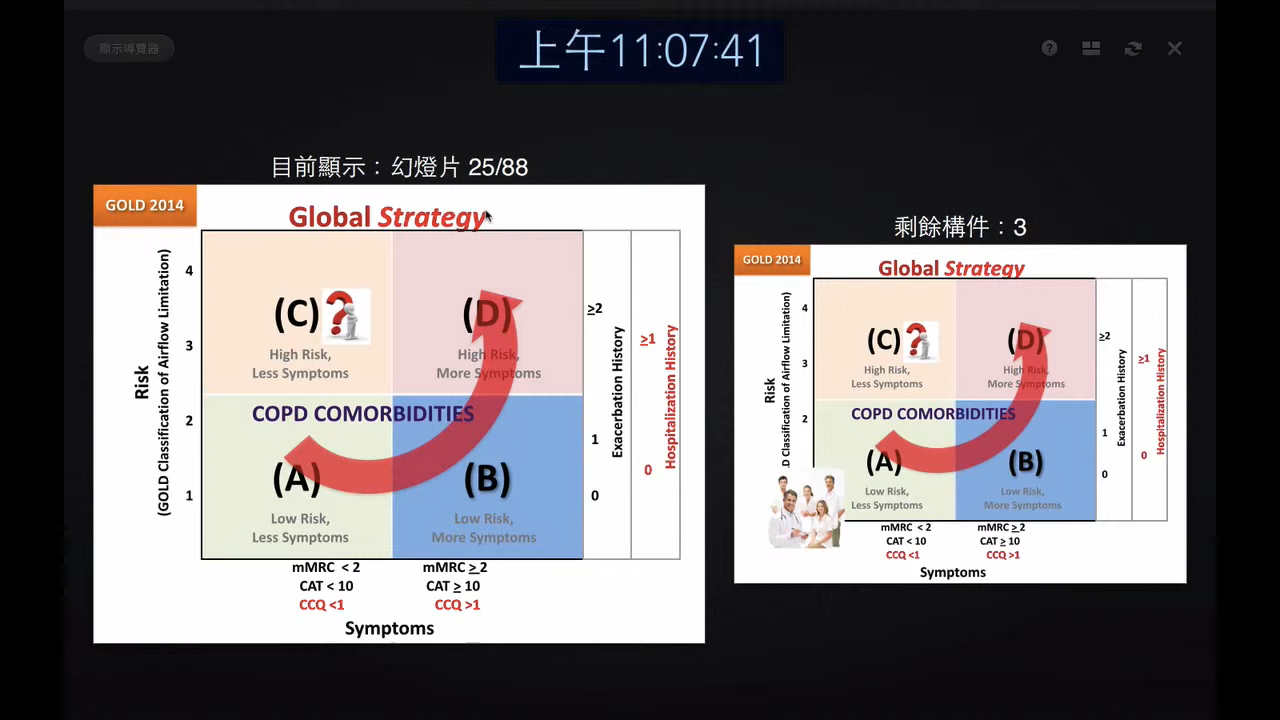 顯示導覽器
上午11:07:41
目前顯示：幻燈片 25/88
GOLD 2014
Global Strategy
Risk
(GOLD Classification of Airflow Limitation)
4
3
2
1
(C)
High Risk,
Less Symptoms
(D)
High Risk,
More Symptoms
COPD COMORBIDITIES
(A)
Low Risk,
Less Symptoms
(B)
Low Risk,
More Symptoms
≥2
1
0
Exacerbation History
≥1
0
Hospitalization History
mMRC < 2
CAT < 10
CCQ <1
mMRC ≥ 2
CAT ≥ 10
CCQ >1
Symptoms
剩餘構件：3
GOLD 2014
Global Strategy
Risk
D Classification of Airflow Limitation)
4
3
2
(C)
High Risk,
Less Symptoms
(D)
High Risk,
More Symptoms
COPD COMORBIDITIES
(A)
Low Risk,
Less Symptoms
(B)
Low Risk,
More Symptoms
≥2
1
0
Exacerbation History
≥1
0
Hospitalization History
mMRC < 2
CAT < 10
CCQ <1
mMRC ≥ 2
CAT ≥ 10
CCQ >1
Symptoms